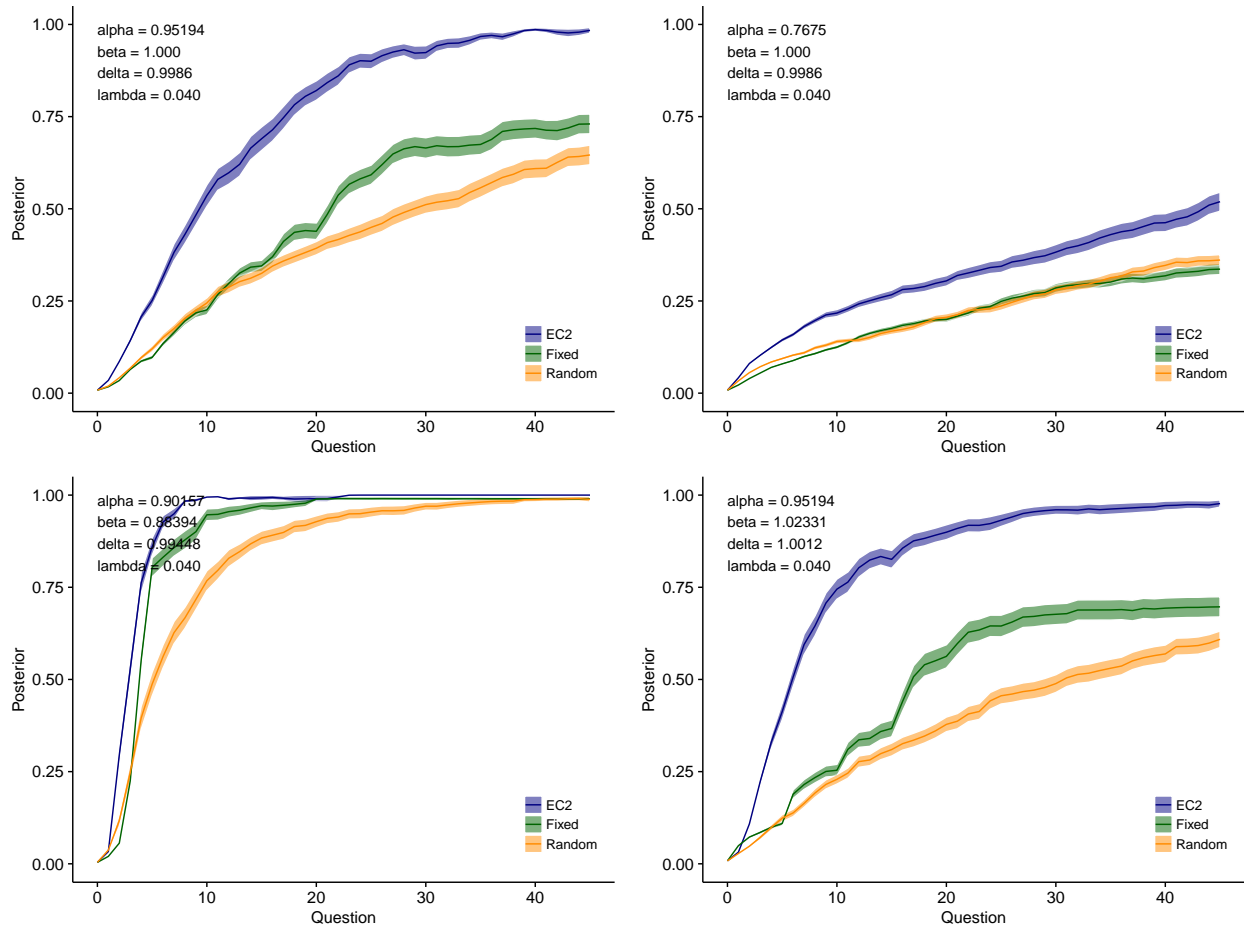 1.00
0.75
0.50
0.25
0.00
Posterior
alpha = 0.95194
beta = 1.000
delta = 0.9986
lambda = 0.040
EC2
Fixed
Random
0 10 20 30 40
Question
1.00
0.75
0.50
0.25
0.00
Posterior
alpha = 0.7675
beta = 1.000
delta = 0.9986
lambda = 0.040
EC2
Fixed
Random
0 10 20 30 40
Question
1.00
0.75
0.50
0.25
0.00
Posterior
alpha = 0.90157
beta = 0.88394
delta = 0.99448
lambda = 0.040
EC2
Fixed
Random
0 10 20 30 40
Question
1.00
0.75
0.50
0.25
0.00
Posterior
alpha = 0.95194
beta = 1.02331
delta = 1.0012
lambda = 0.040
EC2
Fixed
Random
0 10 20 30 40
Question